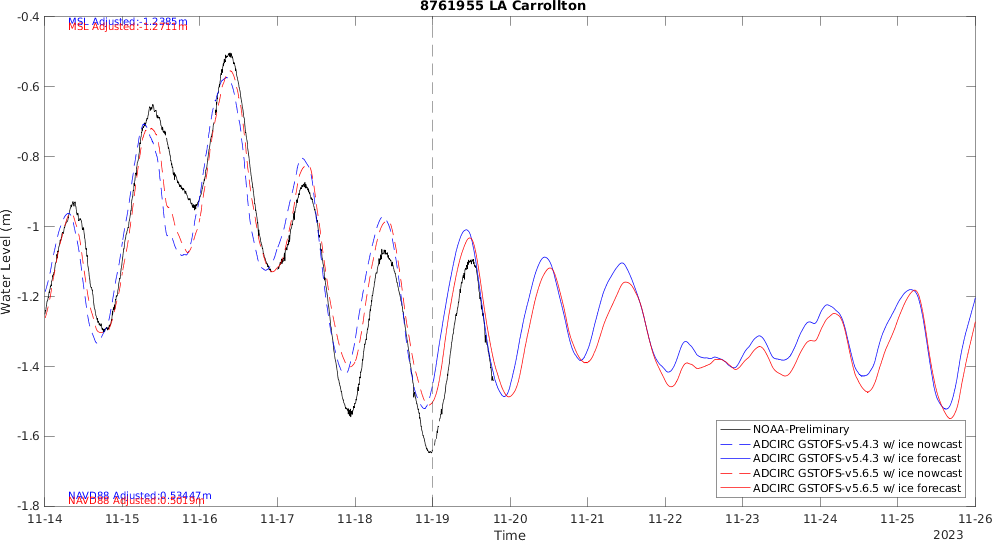 8761955 LA Carrollton
MSL Adjusted:-1.2385m
MSL Adjusted:-1.2711m
Water Level (m)
-0.4
-0.6
-0.8
-1
-1.2
-1.4
-1.6
-1.8
NAVD88 Adjusted:0.53447m
NAVD88 Adjusted:0.5019m
NOAA-Preliminary
ADCIRC GSTOFS-v5.4.3 w/ ice nowcast
ADCIRC GSTOFS-v5.4.3 w/ ice forecast
ADCIRC GSTOFS-v5.6.5 w/ ice nowcast
ADCIRC GSTOFS-v5.6.5 w/ ice forecast
11-14 11-15 11-16 11-17 11-18 11-19 11-20 11-21 11-22 11-23 11-24 11-25 11-26
Time
2023